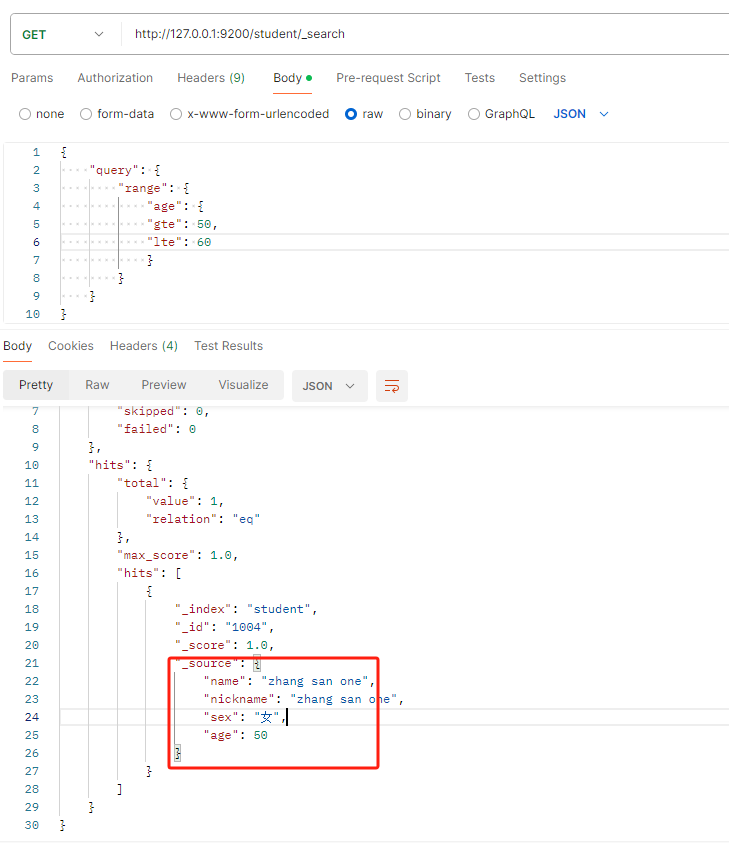 GET http://127.0.0.1:9200/student/_search
Params Authorization Headers (9) Body Pre-request Script Tests Settings
none form-data x-www-form-urlencoded raw binary GraphQL JSON
1 {
2 "query": {
3 "range": {
4 "age": {
5 "gte": 50,
6 "lte": 60
7 }
8 }
9 }
10 }
Body Cookies Headers (4) Test Results
Pretty Raw Preview Visualize JSON
7 "skipped": 0,
8 "failed": 0
9 },
10 "hits": {
11 "total": {
12 "value": 1,
13 "relation": "eq"
14 },
15 "max_score": 1.0,
16 "hits": [
17 {
18 "_index": "student",
19 "_id": "1004",
20 "_score": 1.0,
21 "_source": {
22 "name": "zhang san one",
23 "nickname": "zhang san one",
24 "sex": "女",
25 "age": 50
26 }
27 }
28 ]
29 }
30 }